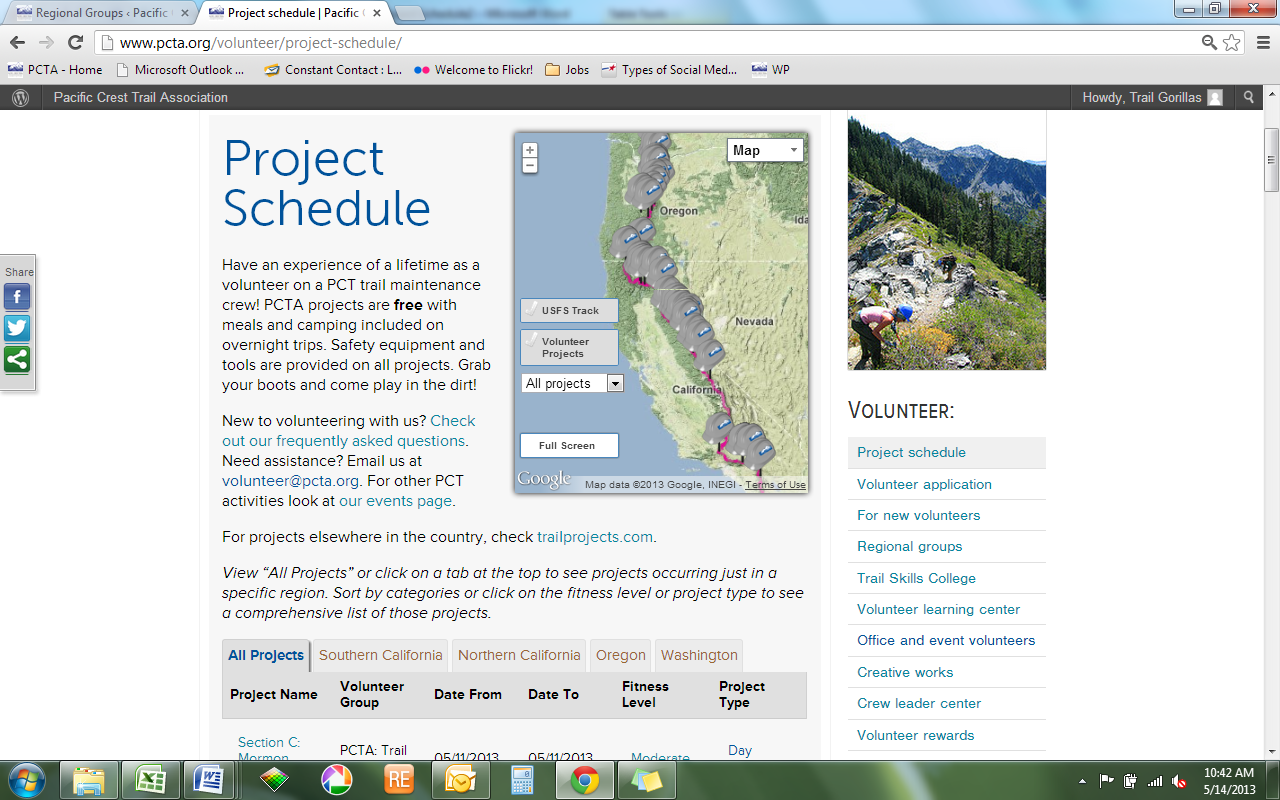 Regional Groups ‹ Pacific
Project schedule | Pacific
www.pcta.org/volunteer/project-schedule/
PCTA - Home
Microsoft Outlook ...
Constant Contact : L...
Welcome to Flickr!
Jobs
Types of Social Med...
WP
Pacific Crest Trail Association
Howdy, Trail Gorillas
Project
Schedule
Have an experience of a lifetime as a
volunteer on a PCT trail maintenance
crew! PCTA projects are free with
meals and camping included on
overnight trips. Safety equipment and
tools are provided on all projects. Grab
your boots and come play in the dirt!
New to volunteering with us? Check
out our frequently asked questions.
Need assistance? Email us at
volunteer@pcta.org. For other PCT
activities look at our events page.
Map
Oregon
Ida
Nevada
California
USFS Track
Volunteer
Projects
All projects
Full Screen
Google
Map data ©2013 Google, INEGI - Terms of Use
For projects elsewhere in the country, check trailprojects.com.
View “All Projects” or click on a tab at the top to see projects occurring just in a
specific region. Sort by categories or click on the fitness level or project type to see
a comprehensive list of those projects.
All Projects
Southern California
Northern California
Oregon
Washington
Project Name
Volunteer
Group
Date From
Date To
Fitness
Level
Project
Type
Section C:
Mormon
PCTA: Trail
05/11/2013
05/11/2013
Moderate
Day
Share
VOLUNTEER:
Project schedule
Volunteer application
For new volunteers
Regional groups
Trail Skills College
Volunteer learning center
Office and event volunteers
Creative works
Crew leader center
Volunteer rewards
RE
10:42 AM
5/14/2013